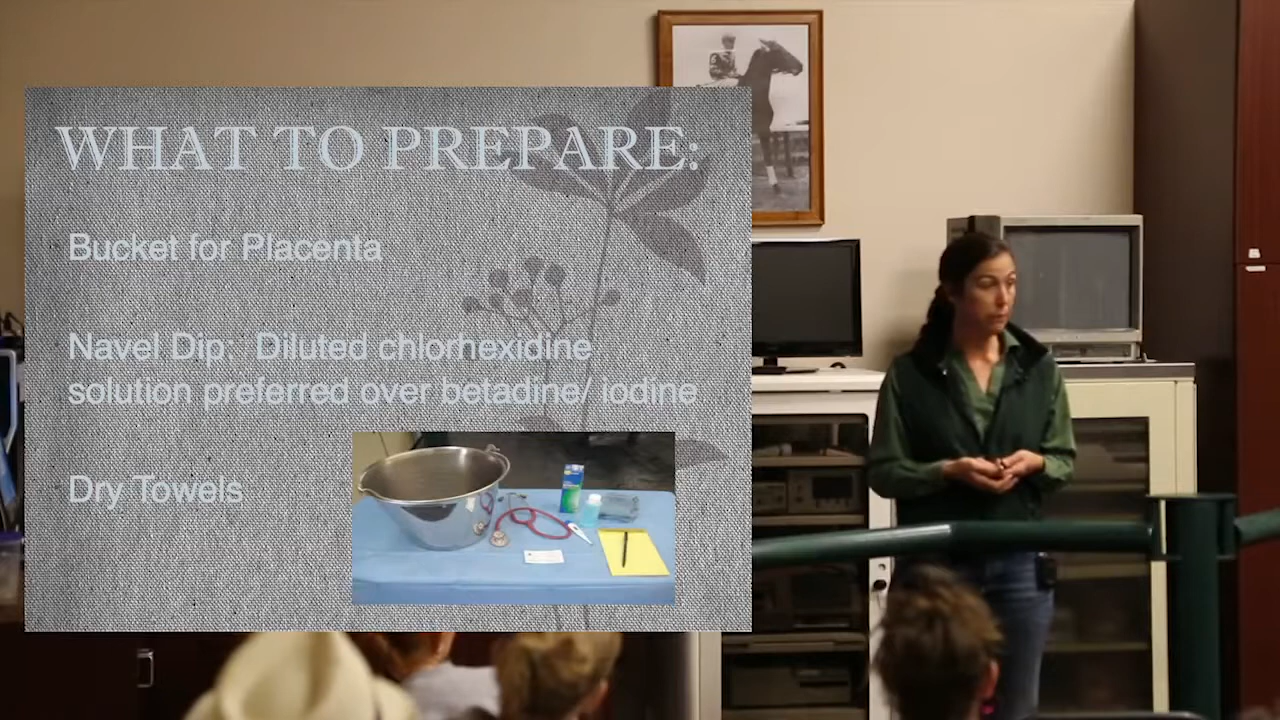 WHAT TO PREPARE:
Bucket for Placenta
Navel Dip: Diluted chlorhexidine
solution preferred over betadine/ iodine
Dry Towels